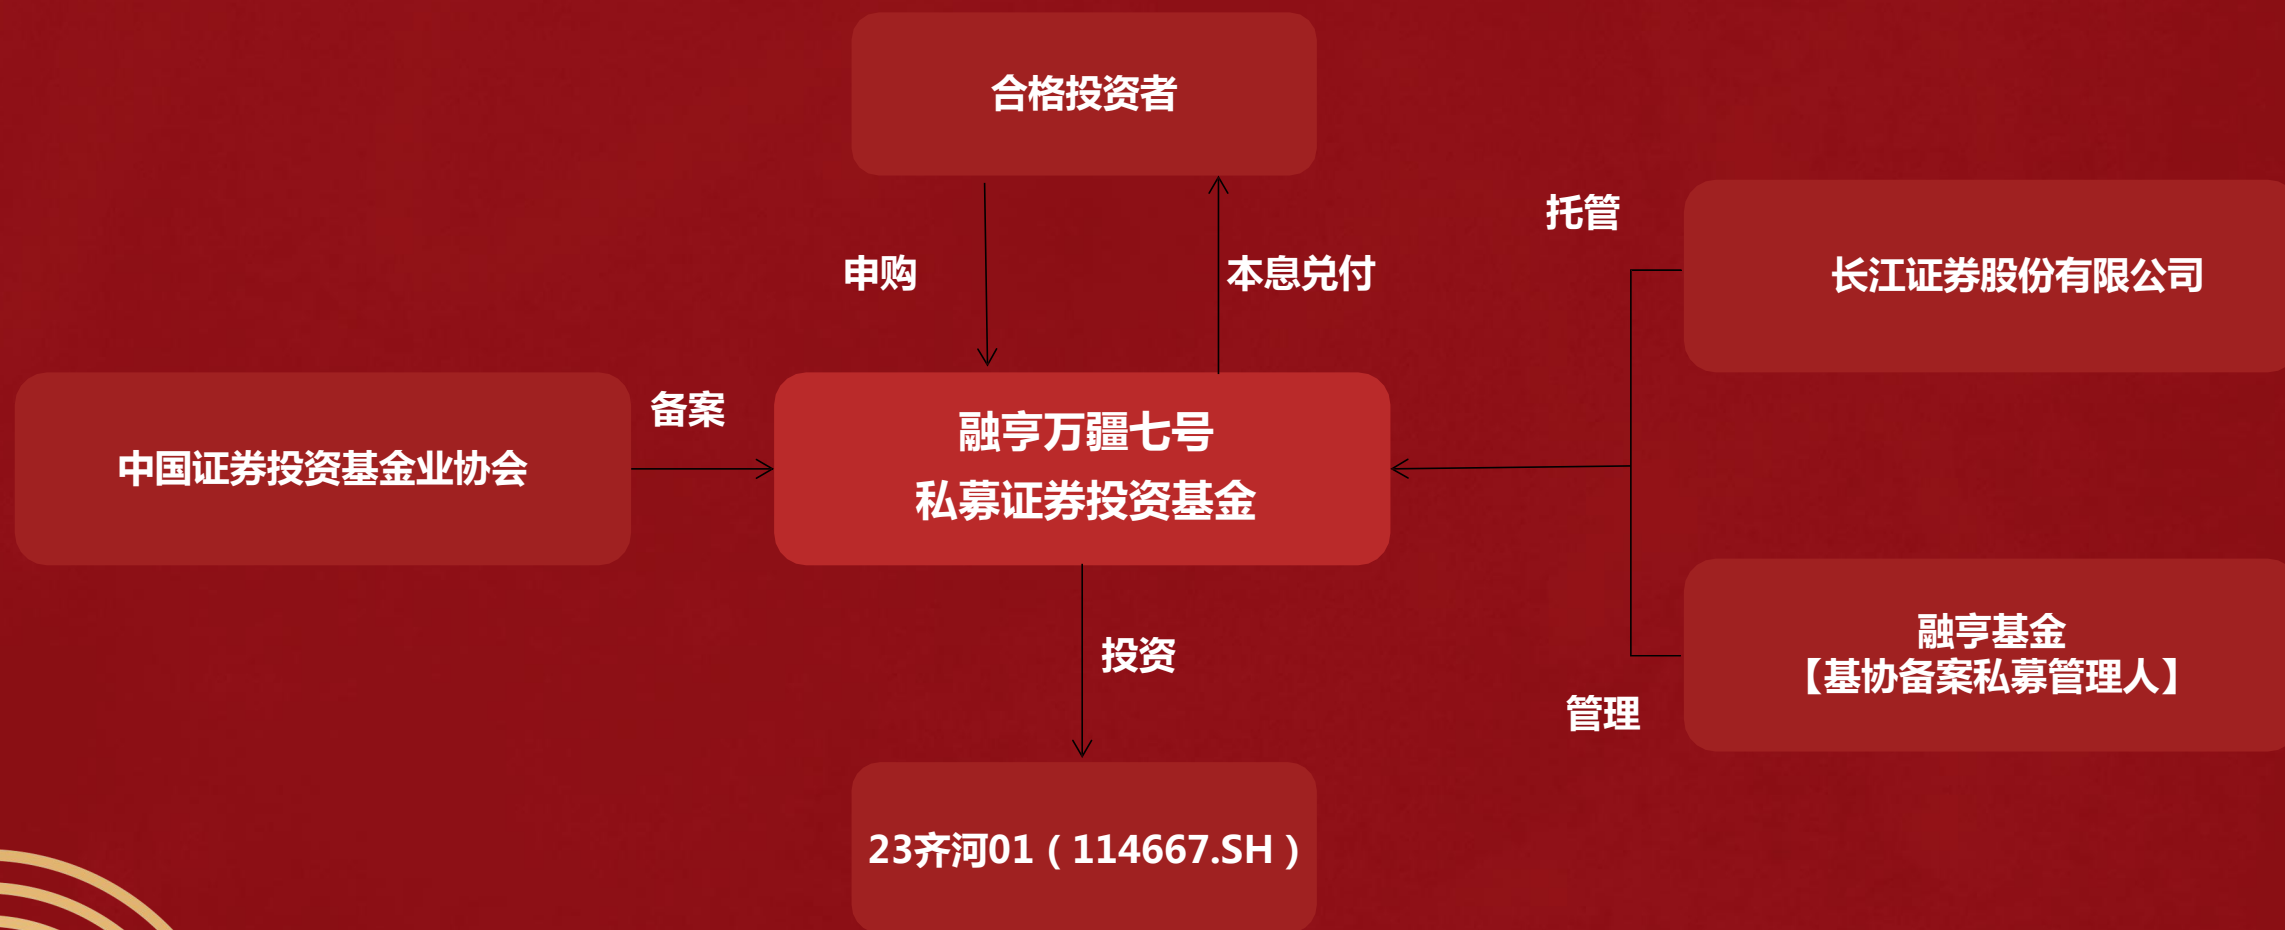 合格投资者
托管
长江证券股份有限公司
申购
本息兑付
备案
中国证券投资基金业协会
融亨万疆七号
私募证券投资基金
融亨基金
【基协备案私募管理人】
投资
管理
23齐河01（114667.SH）